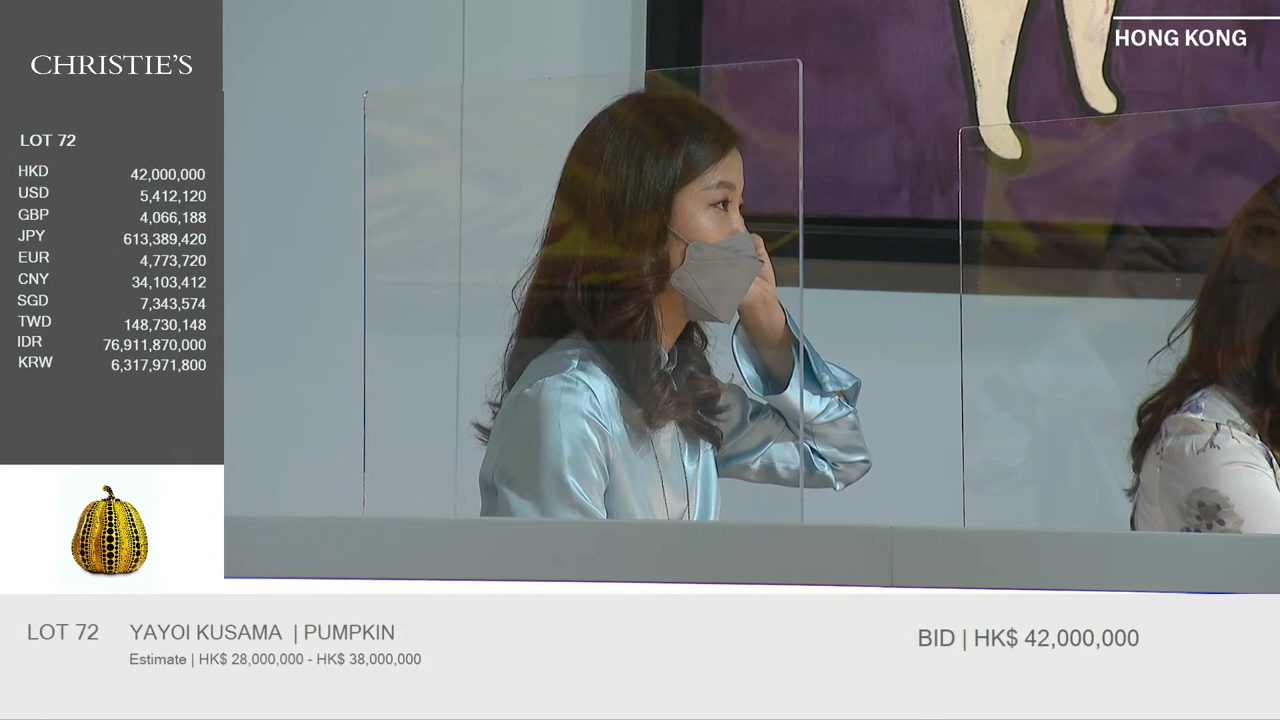 CHRISTIE'S
HONG KONG
LOT 72
HKD 42,000,000
USD 5,412,120
GBP 4,066,188
JPY 613,389,420
EUR 4,773,720
CNY 34,103,412
SGD 7,343,574
TWD 148,730,148
IDR 76,911,870,000
KRW 6,317,971,800
LOT 72 YAYOI KUSAMA | PUMPKIN
Estimate | HK$ 28,000,000 - HK$ 38,000,000
BID | HK$ 42,000,000